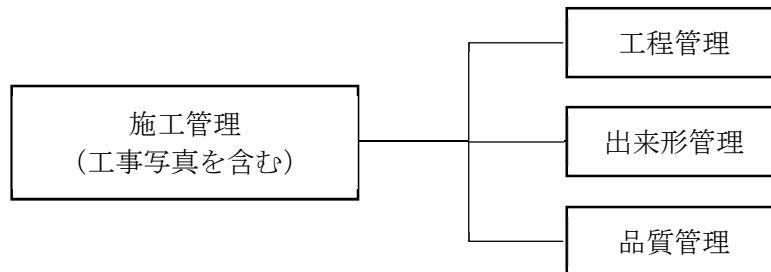 施工管理
（工事写真を含む）
工程管理
出来形管理
品質管理